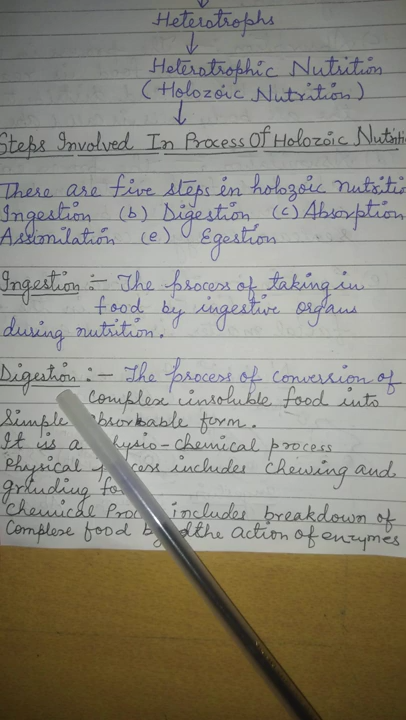 Heterotrophs
Heterotrophic Nutrition
(Holozoic Nutrition)
Steps Involved In Process Of Holozoic
There are five steps in holozoic
Ingestion (b) Digestion (c) Absorption
Assimilation (e) Egestion
Ingestion :- The process of taking in
food by ingestive organs
during nutrition.
Digestion :- The process of conversion of
complex insoluble food into
Simple absorbable form.
It is a physio-chemical process
Physical process includes chewing and
grinding
chemical includes breakdown of
Complex food the action of enzymes